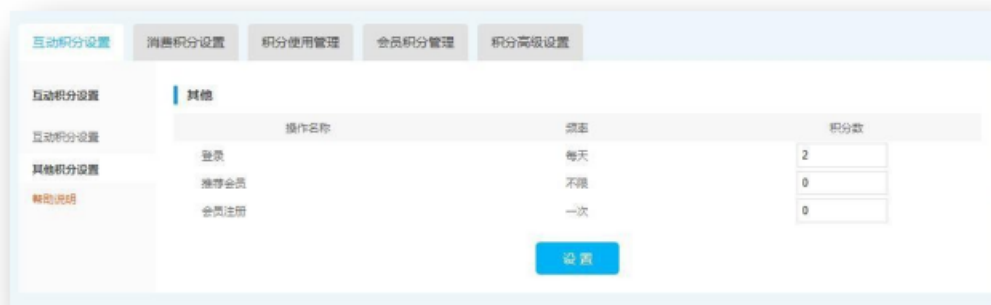 互动积分设置 消费积分设置 积分使用管理 会员积分管理 积分高级设置
互动积分设置
互动积分设置
其他积分设置
帮助说明
其他
操作名称 频率 积分数
登录 每天 2
推荐会员 不限 0
会员注册 一次 0
设 置